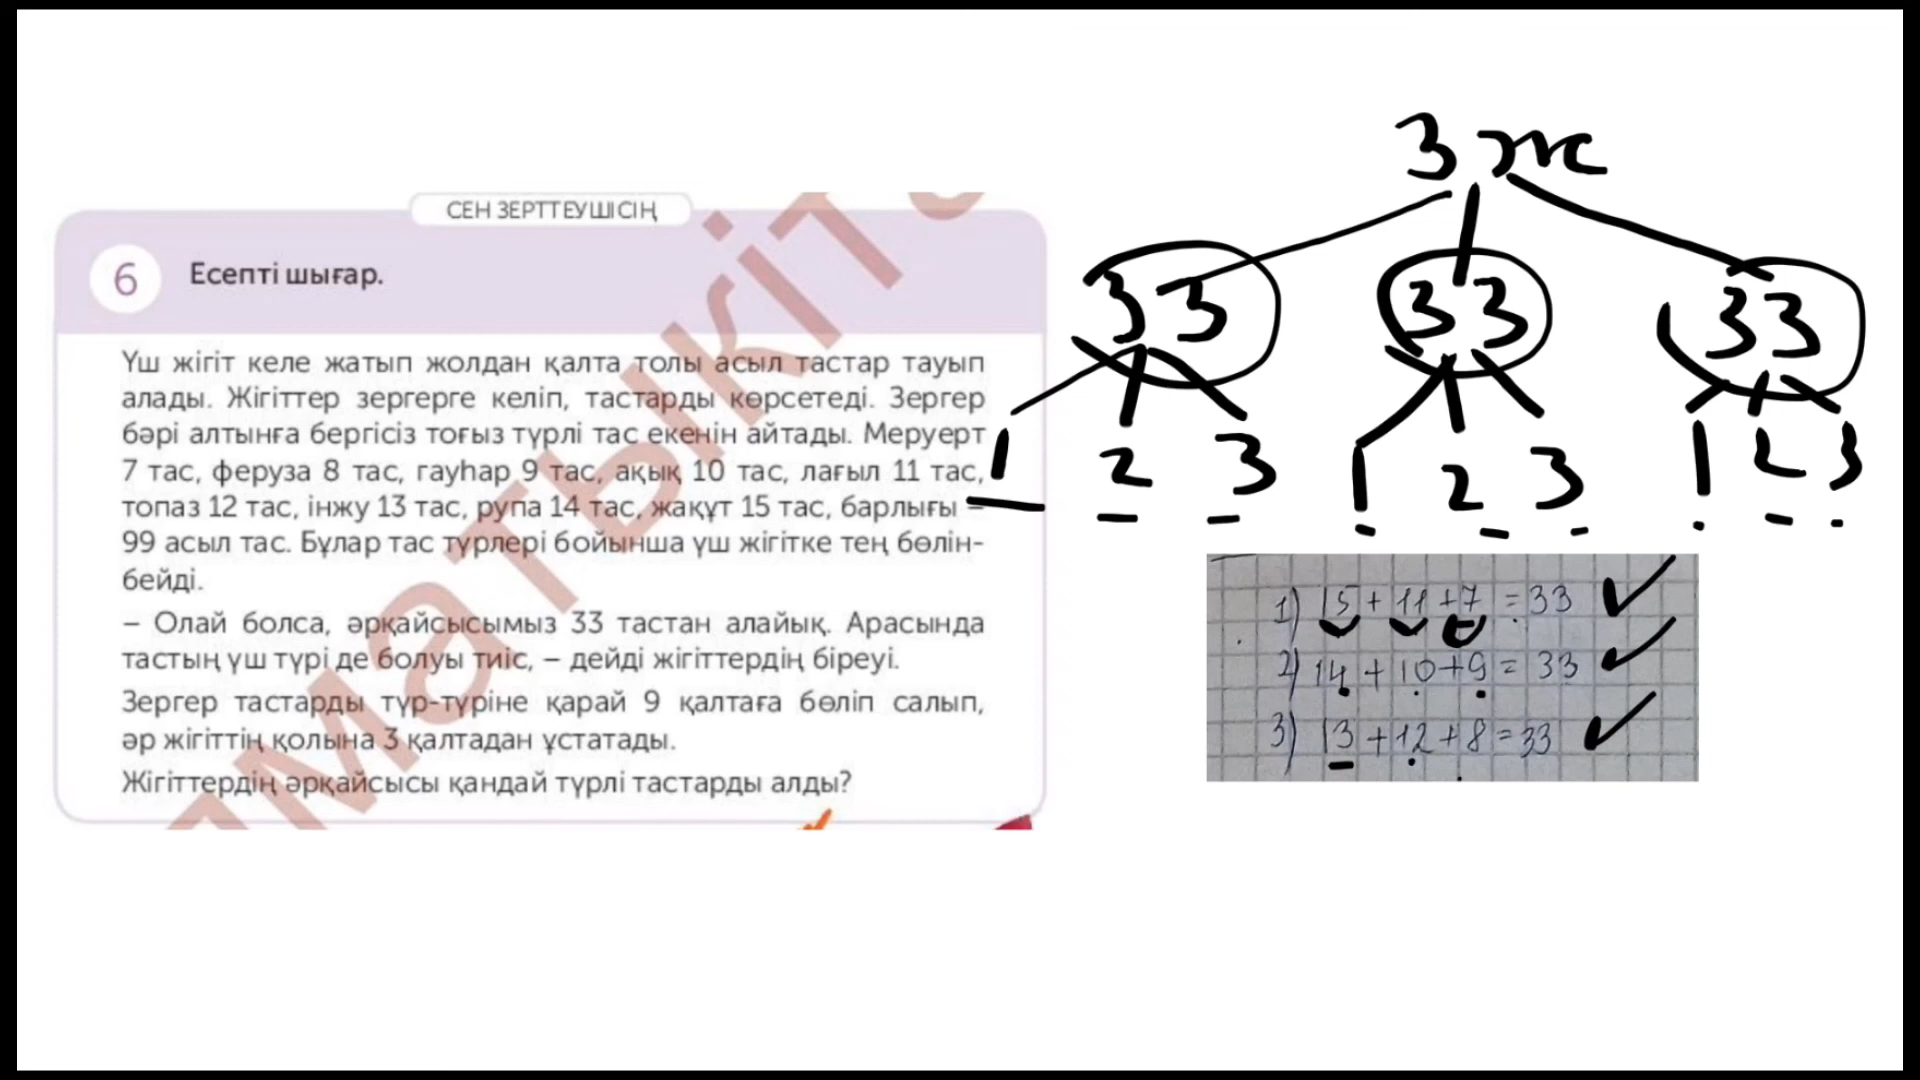 СЕН ЗЕРТТЕУШІСІҢ
6 Есепті шығар.
Үш жігіт келе жатып жолдан қалта толы асыл тастар тауып
алады. Жігіттер зергерге келіп, тастарды көрсетеді. Зергер
бәрі алтынға бергісіз тоғыз түрлі тас екенін айтады. Меруерт
7 тас, феруза 8 тас, гауһар 9 тас, ақық 10 тас, лағыл 11 тас,
топаз 12 тас, інжу 13 тас, рупа 14 тас, жақұт 15 тас, барлығы –
99 асыл тас. Бұлар тас түрлері бойынша үш жігітке тең бөлін-
бейді.
– Олай болса, әрқайсысымыз 33 тастан алайық. Арасында
тастың үш түрі де болуы тиіс, – дейді жігіттердің біреуі.
Зергер тастарды түр-түріне қарай 9 қалтаға бөліп салып,
әр жігіттің қолына 3 қалтадан ұстатады.
Жігіттердің әрқайсысы қандай түрлі тастарды алды?
3 ж
33 33 33
1 2 3 1 2 3 1 2 3
1) 15 + 11 + 7 = 33
2) 14 + 10 + 9 = 33
3) 13 + 12 + 8 = 33